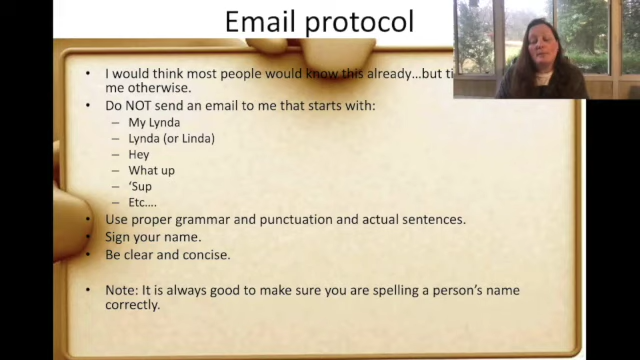 Email protocol
• I would think most people would know this already…but ti
me otherwise.
• Do NOT send an email to me that starts with:
– My Lynda
– Lynda (or Linda)
– Hey
– What up
– ‘Sup
– Etc….
• Use proper grammar and punctuation and actual sentences.
• Sign your name.
• Be clear and concise.
• Note: It is always good to make sure you are spelling a person’s name
correctly.